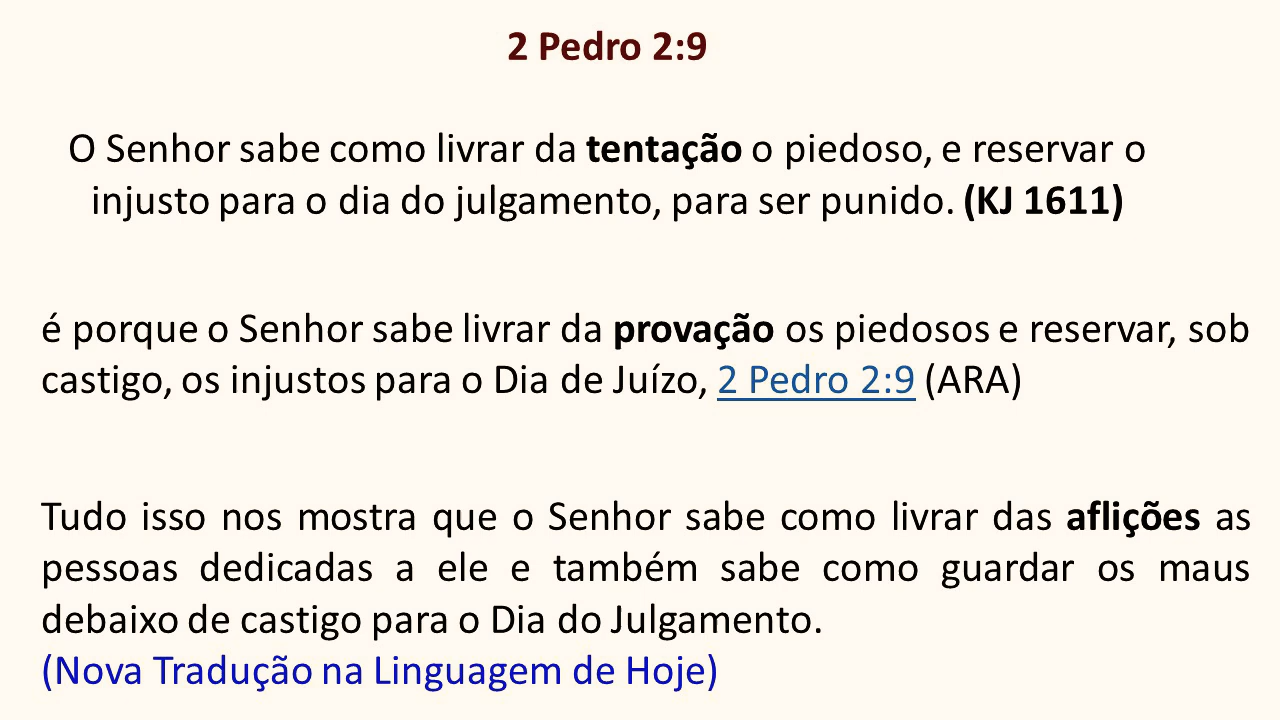 2 Pedro 2:9
O Senhor sabe como livrar da tentação o piedoso, e reservar o
injusto para o dia do julgamento, para ser punido. (KJ 1611)
é porque o Senhor sabe livrar da provação os piedosos e reservar, sob
castigo, os injustos para o Dia de Juízo, 2 Pedro 2:9 (ARA)
Tudo isso nos mostra que o Senhor sabe como livrar das aflições as
pessoas dedicadas a ele e também sabe como guardar os maus
debaixo de castigo para o Dia do Julgamento.
(Nova Tradução na Linguagem de Hoje)